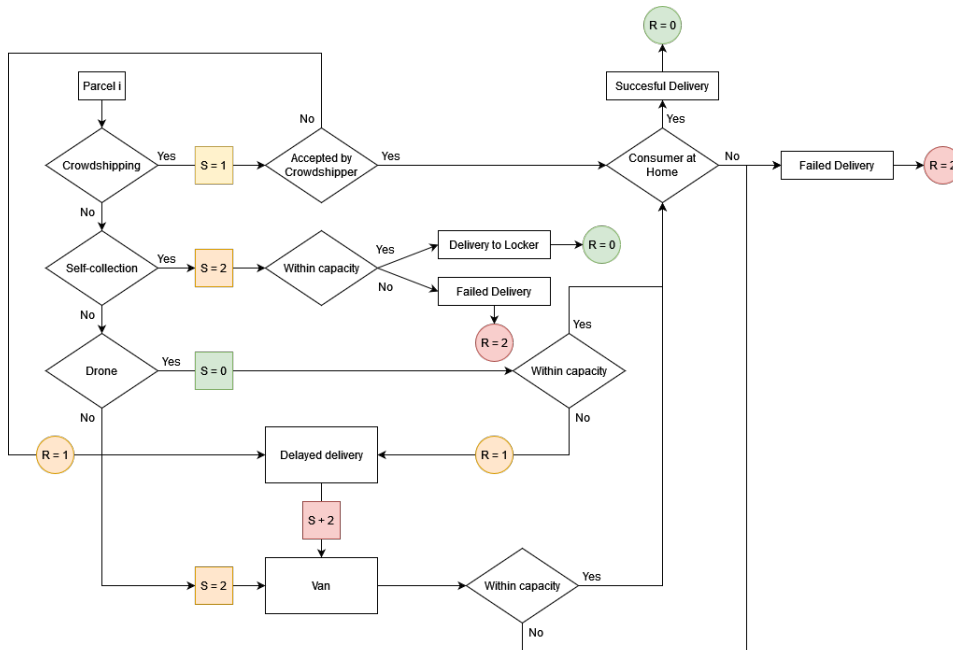 R = 0
Parcel i
Succesful Delivery
No
Yes
Crowdshipping
Yes
S = 1
Accepted by
Crowdshipper
Yes
Consumer at
Home
No
Failed Delivery
R = 2
No
Self-collection
Yes
S = 2
Within capacity
Yes
No
Delivery to Locker
R = 0
Failed Delivery
No
R = 2
Yes
Drone
Yes
S = 0
Within capacity
No
No
R = 1
Delayed delivery
R = 1
S + 2
S = 2
Van
Within capacity
Yes
No